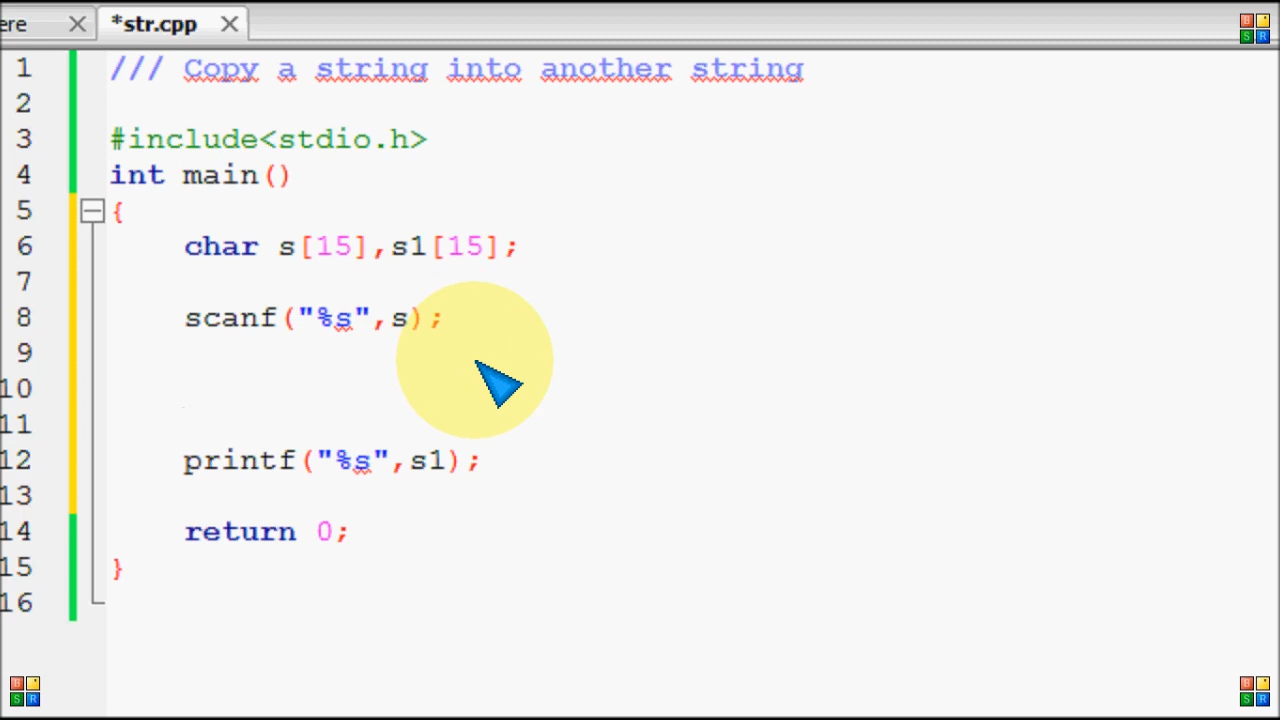 ere *str.cpp
1 /// Copy a string into another string
2
3 #include<stdio.h>
4 int main()
5 {
6 char s[15],s1[15];
7
8 scanf("%s",s);
9
10
11
12 printf("%s",s1);
13
14 return 0;
15 }
16
B S R
B S R
B S R